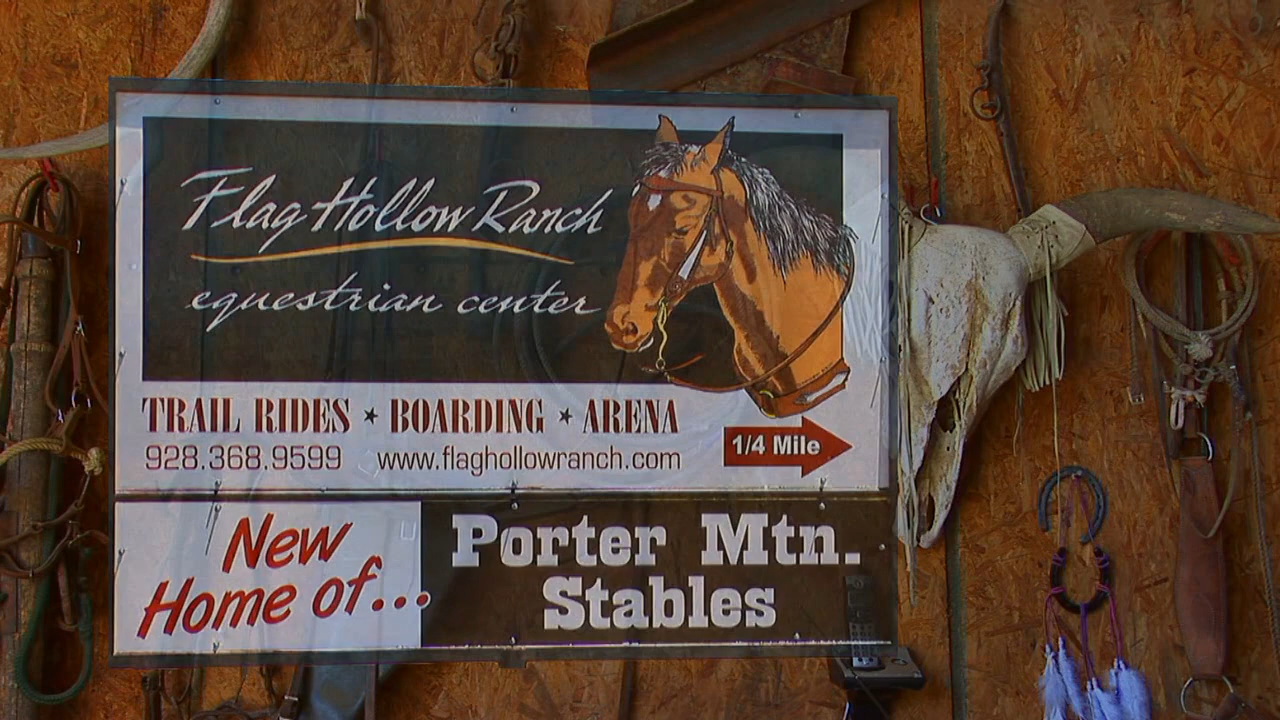 Flag Hollow Ranch
equestrian center
TRAIL RIDES ★ BOARDING ★ ARENA
928.368.9599 www.flaghollowranch.com
1/4 Mile
New
Home of...
Porter Mtn.
Stables